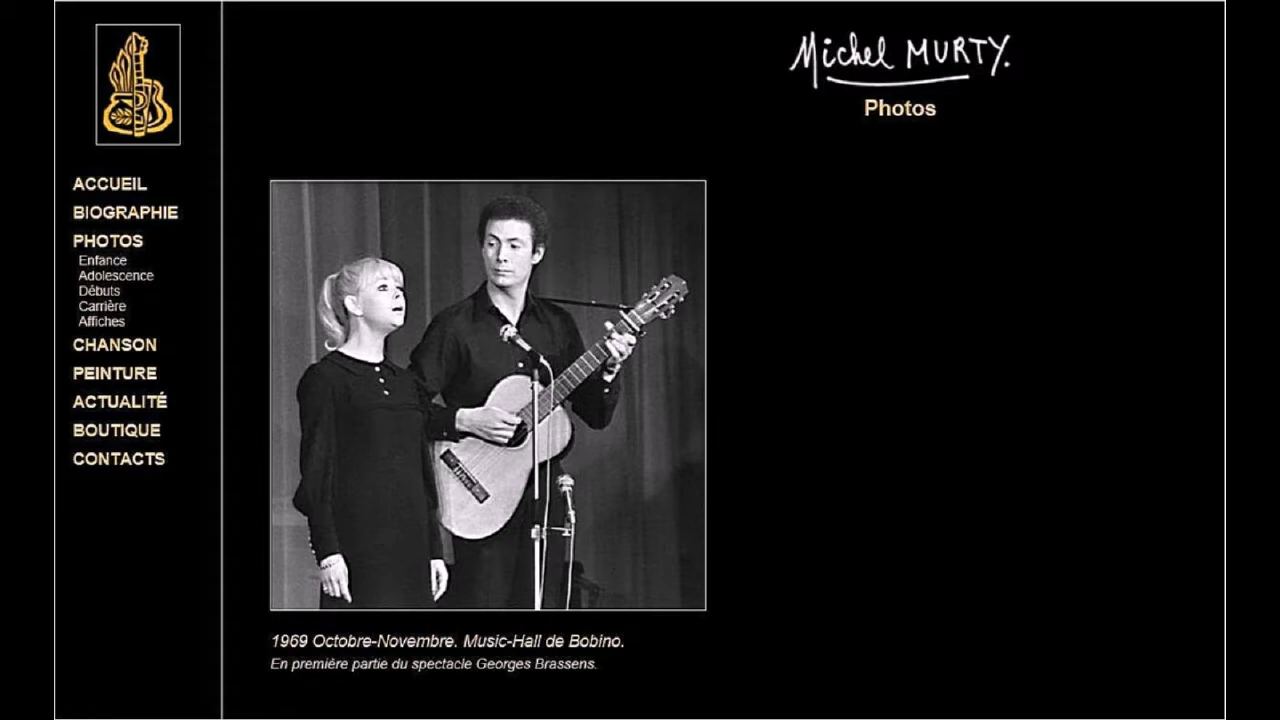 Michel MURTY.
Photos
ACCUEIL
BIOGRAPHIE
PHOTOS
Enfance
Adolescence
Débuts
Carrière
Affiches
CHANSON
PEINTURE
ACTUALITÉ
BOUTIQUE
CONTACTS
1969 Octobre-Novembre. Music-Hall de Bobino.
En première partie du spectacle Georges Brassens.